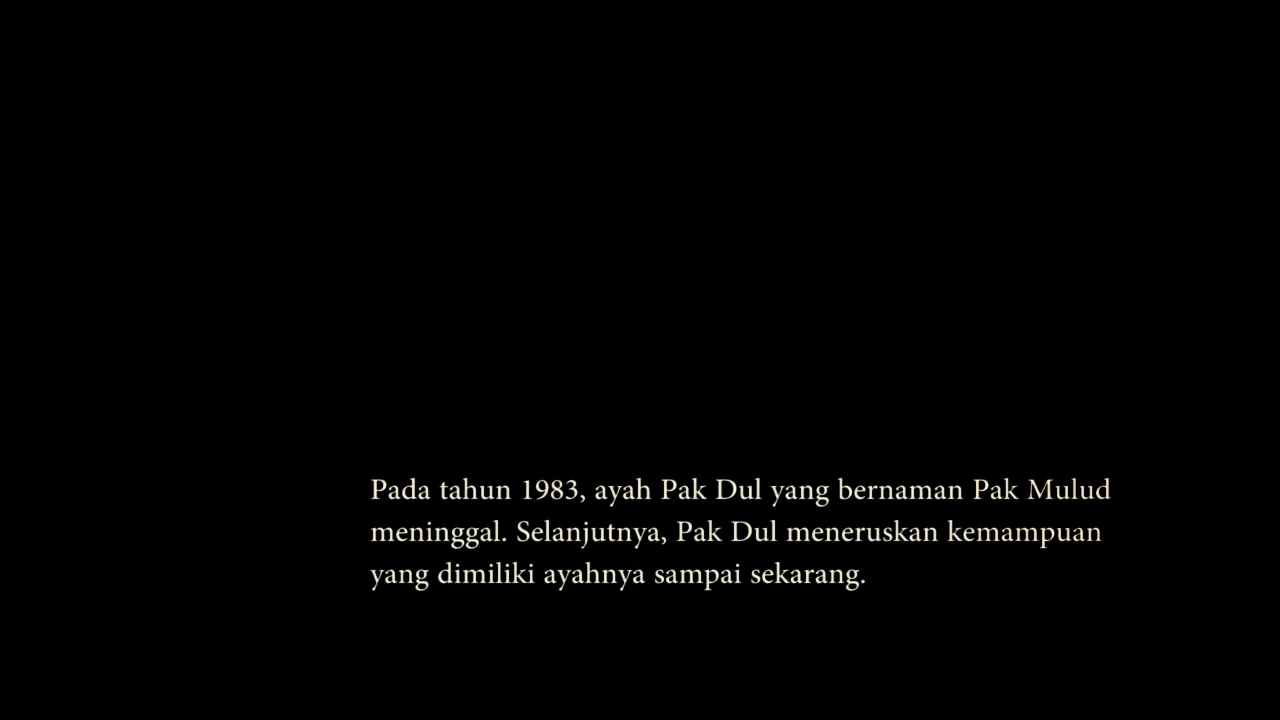 Pada tahun 1983, ayah Pak Dul yang bernaman Pak Mulud
meninggal. Selanjutnya, Pak Dul meneruskan kemampuan
yang dimiliki ayahnya sampai sekarang.